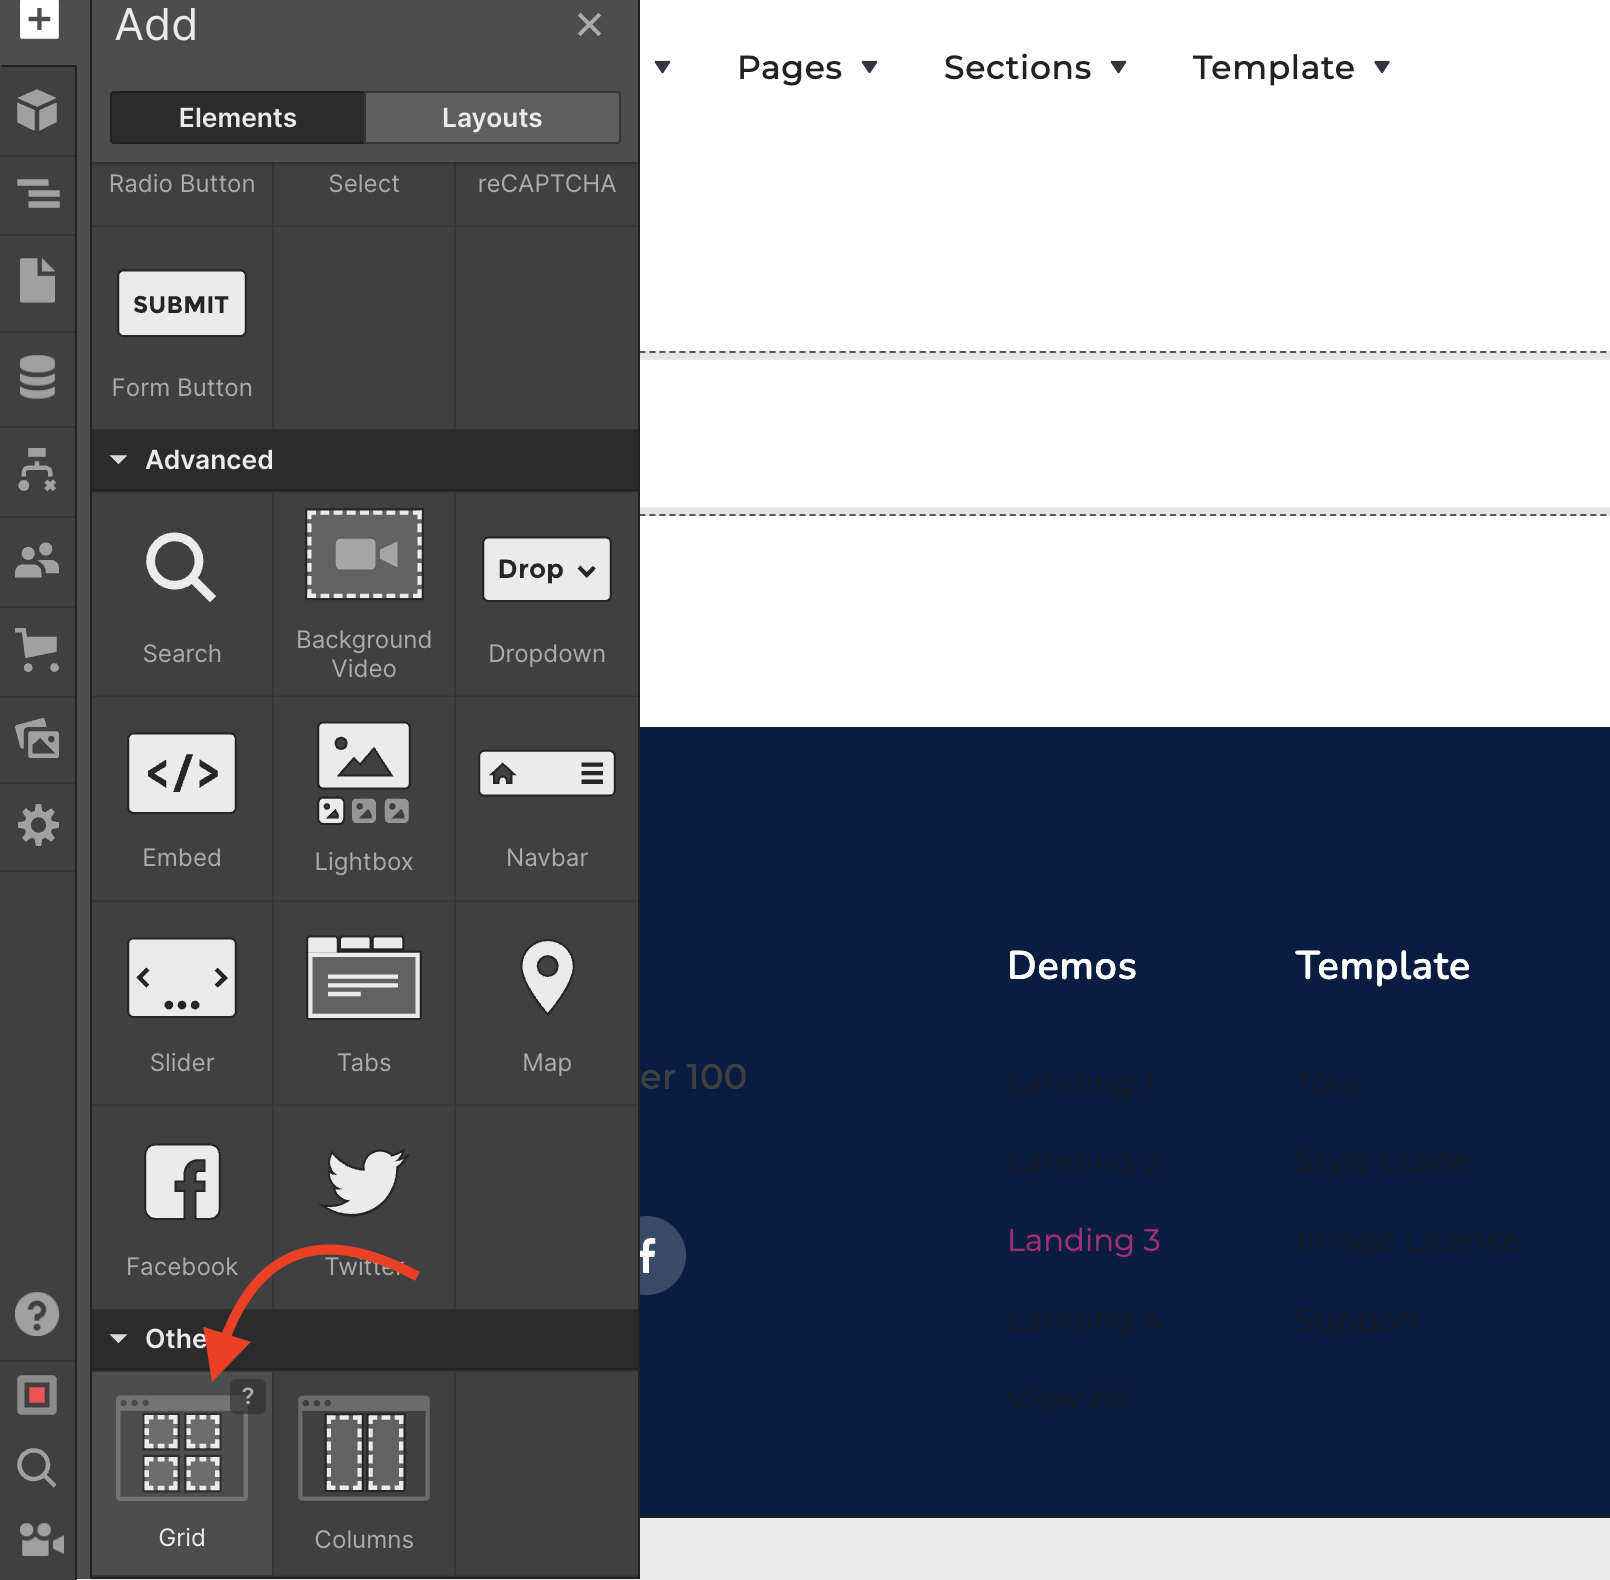 Add
Elements
Layouts
Radio Button
Select
reCAPTCHA
SUBMIT
Form Button
Advanced
Search
Background
Video
Drop
Dropdown
</>
Embed
Lightbox
Navbar
Slider
Tabs
Map
Facebook
Twitter
Othe
?
Grid
Columns
?
Pages
Sections
Template
er 100
f
Demos
Landing 1
Landing 2
Landing 3
Landing 4
View All
Template
Tour
Style Guide
Image License
Support